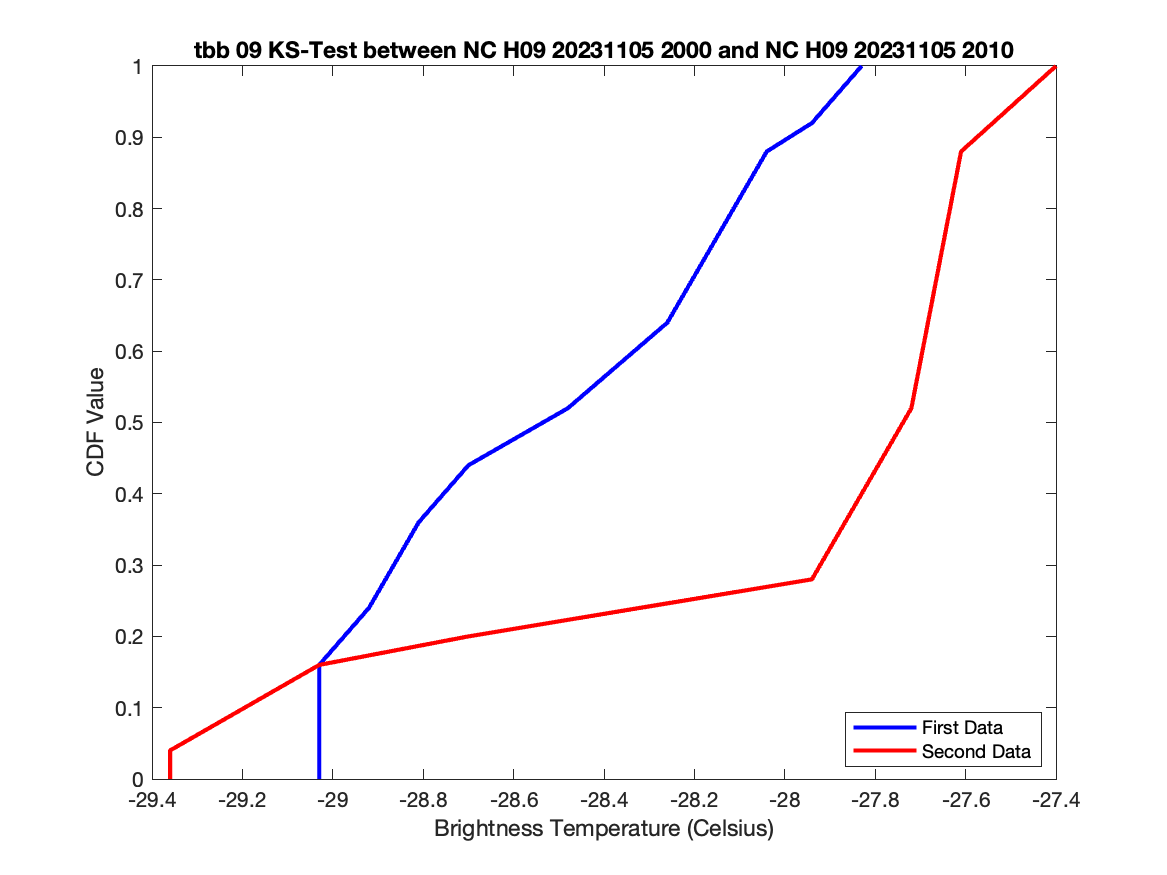 tbb 09 KS-Test between NC H09 20231105 2000 and NC H09 20231105 2010
1
0.9
0.8
0.7
0.6
0.5
0.4
0.3
0.2
0.1
0
CDF Value
First Data
Second Data
-29.4 -29.2 -29 -28.8 -28.6 -28.4 -28.2 -28 -27.8 -27.6 -27.4
Brightness Temperature (Celsius)